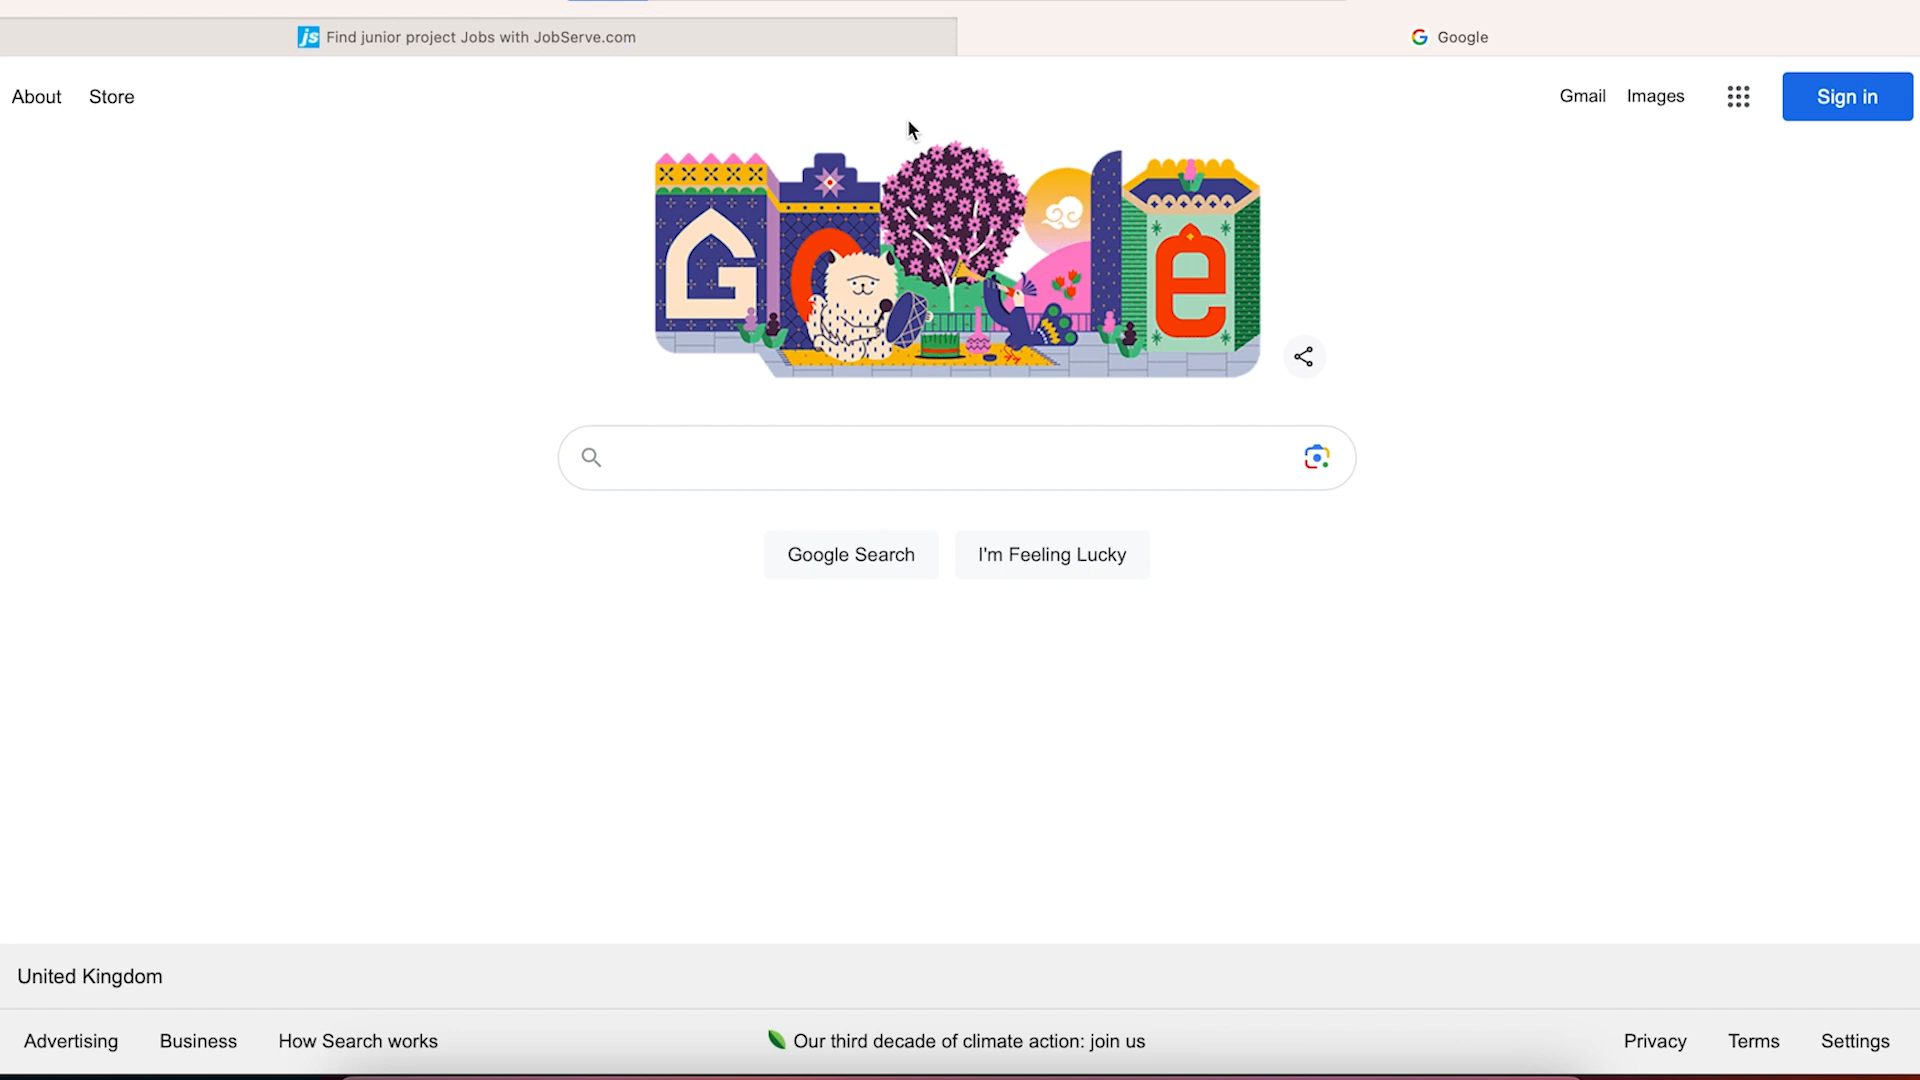 js Find junior project Jobs with JobServe.com
Google
About
Store
Gmail
Images
Sign in
G e
Google Search
I'm Feeling Lucky
United Kingdom
Advertising
Business
How Search works
Our third decade of climate action: join us
Privacy
Terms
Settings